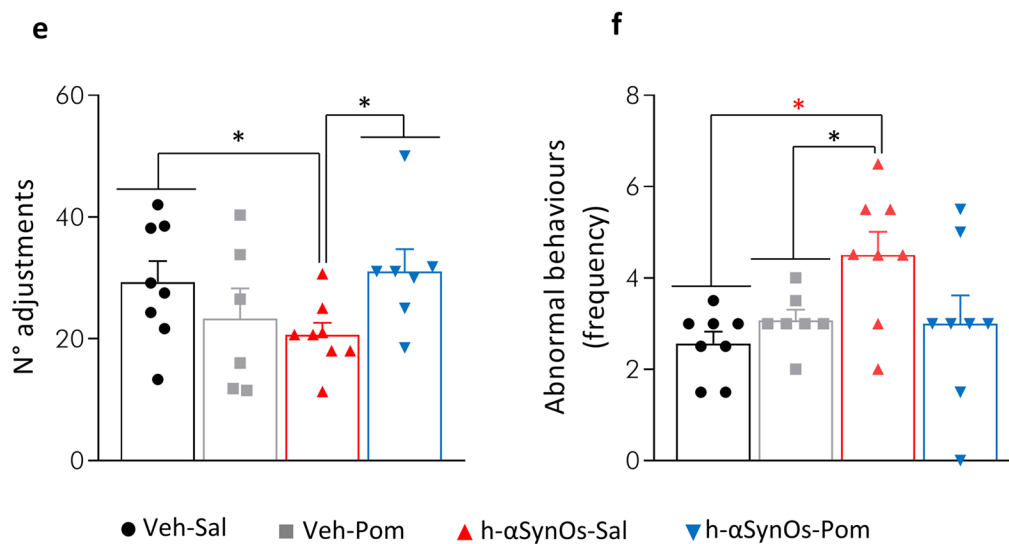 e
f
60
40
20
0
N° adjustments
*
*
8
6
4
2
0
Abnormal behaviours
(frequency)
*
*
Veh-Sal
Veh-Pom
h-αSynOs-Sal
h-αSynOs-Pom